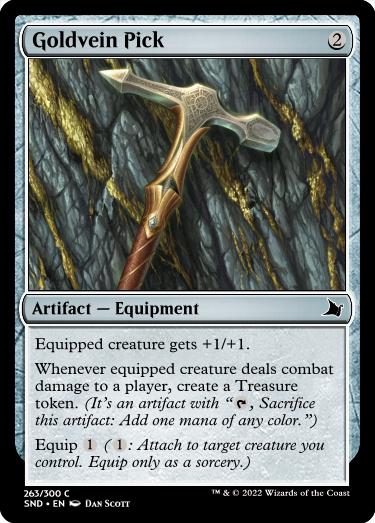 Goldvein Pick 2
Artifact — Equipment
Equipped creature gets +1/+1.
Whenever equipped creature deals combat
damage to a player, create a Treasure
token. (It's an artifact with “, Sacrifice
this artifact: Add one mana of any color.”)
Equip 1 (1: Attach to target creature you
control. Equip only as a sorcery.)
263/300 C
SND • EN DAN SCOTT
™ & © 2022 Wizards of the Coast